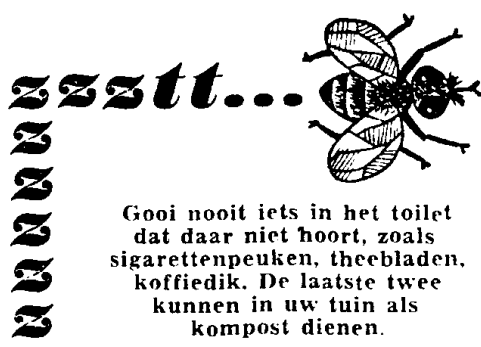 zzzstt...
z
z
z
z
z
Gooi nooit iets in het toilet
dat daar niet hoort, zoals
sigarettenpeuken, theebladen,
koffiedik. De laatste twee
kunnen in uw tuin als
kompost dienen.